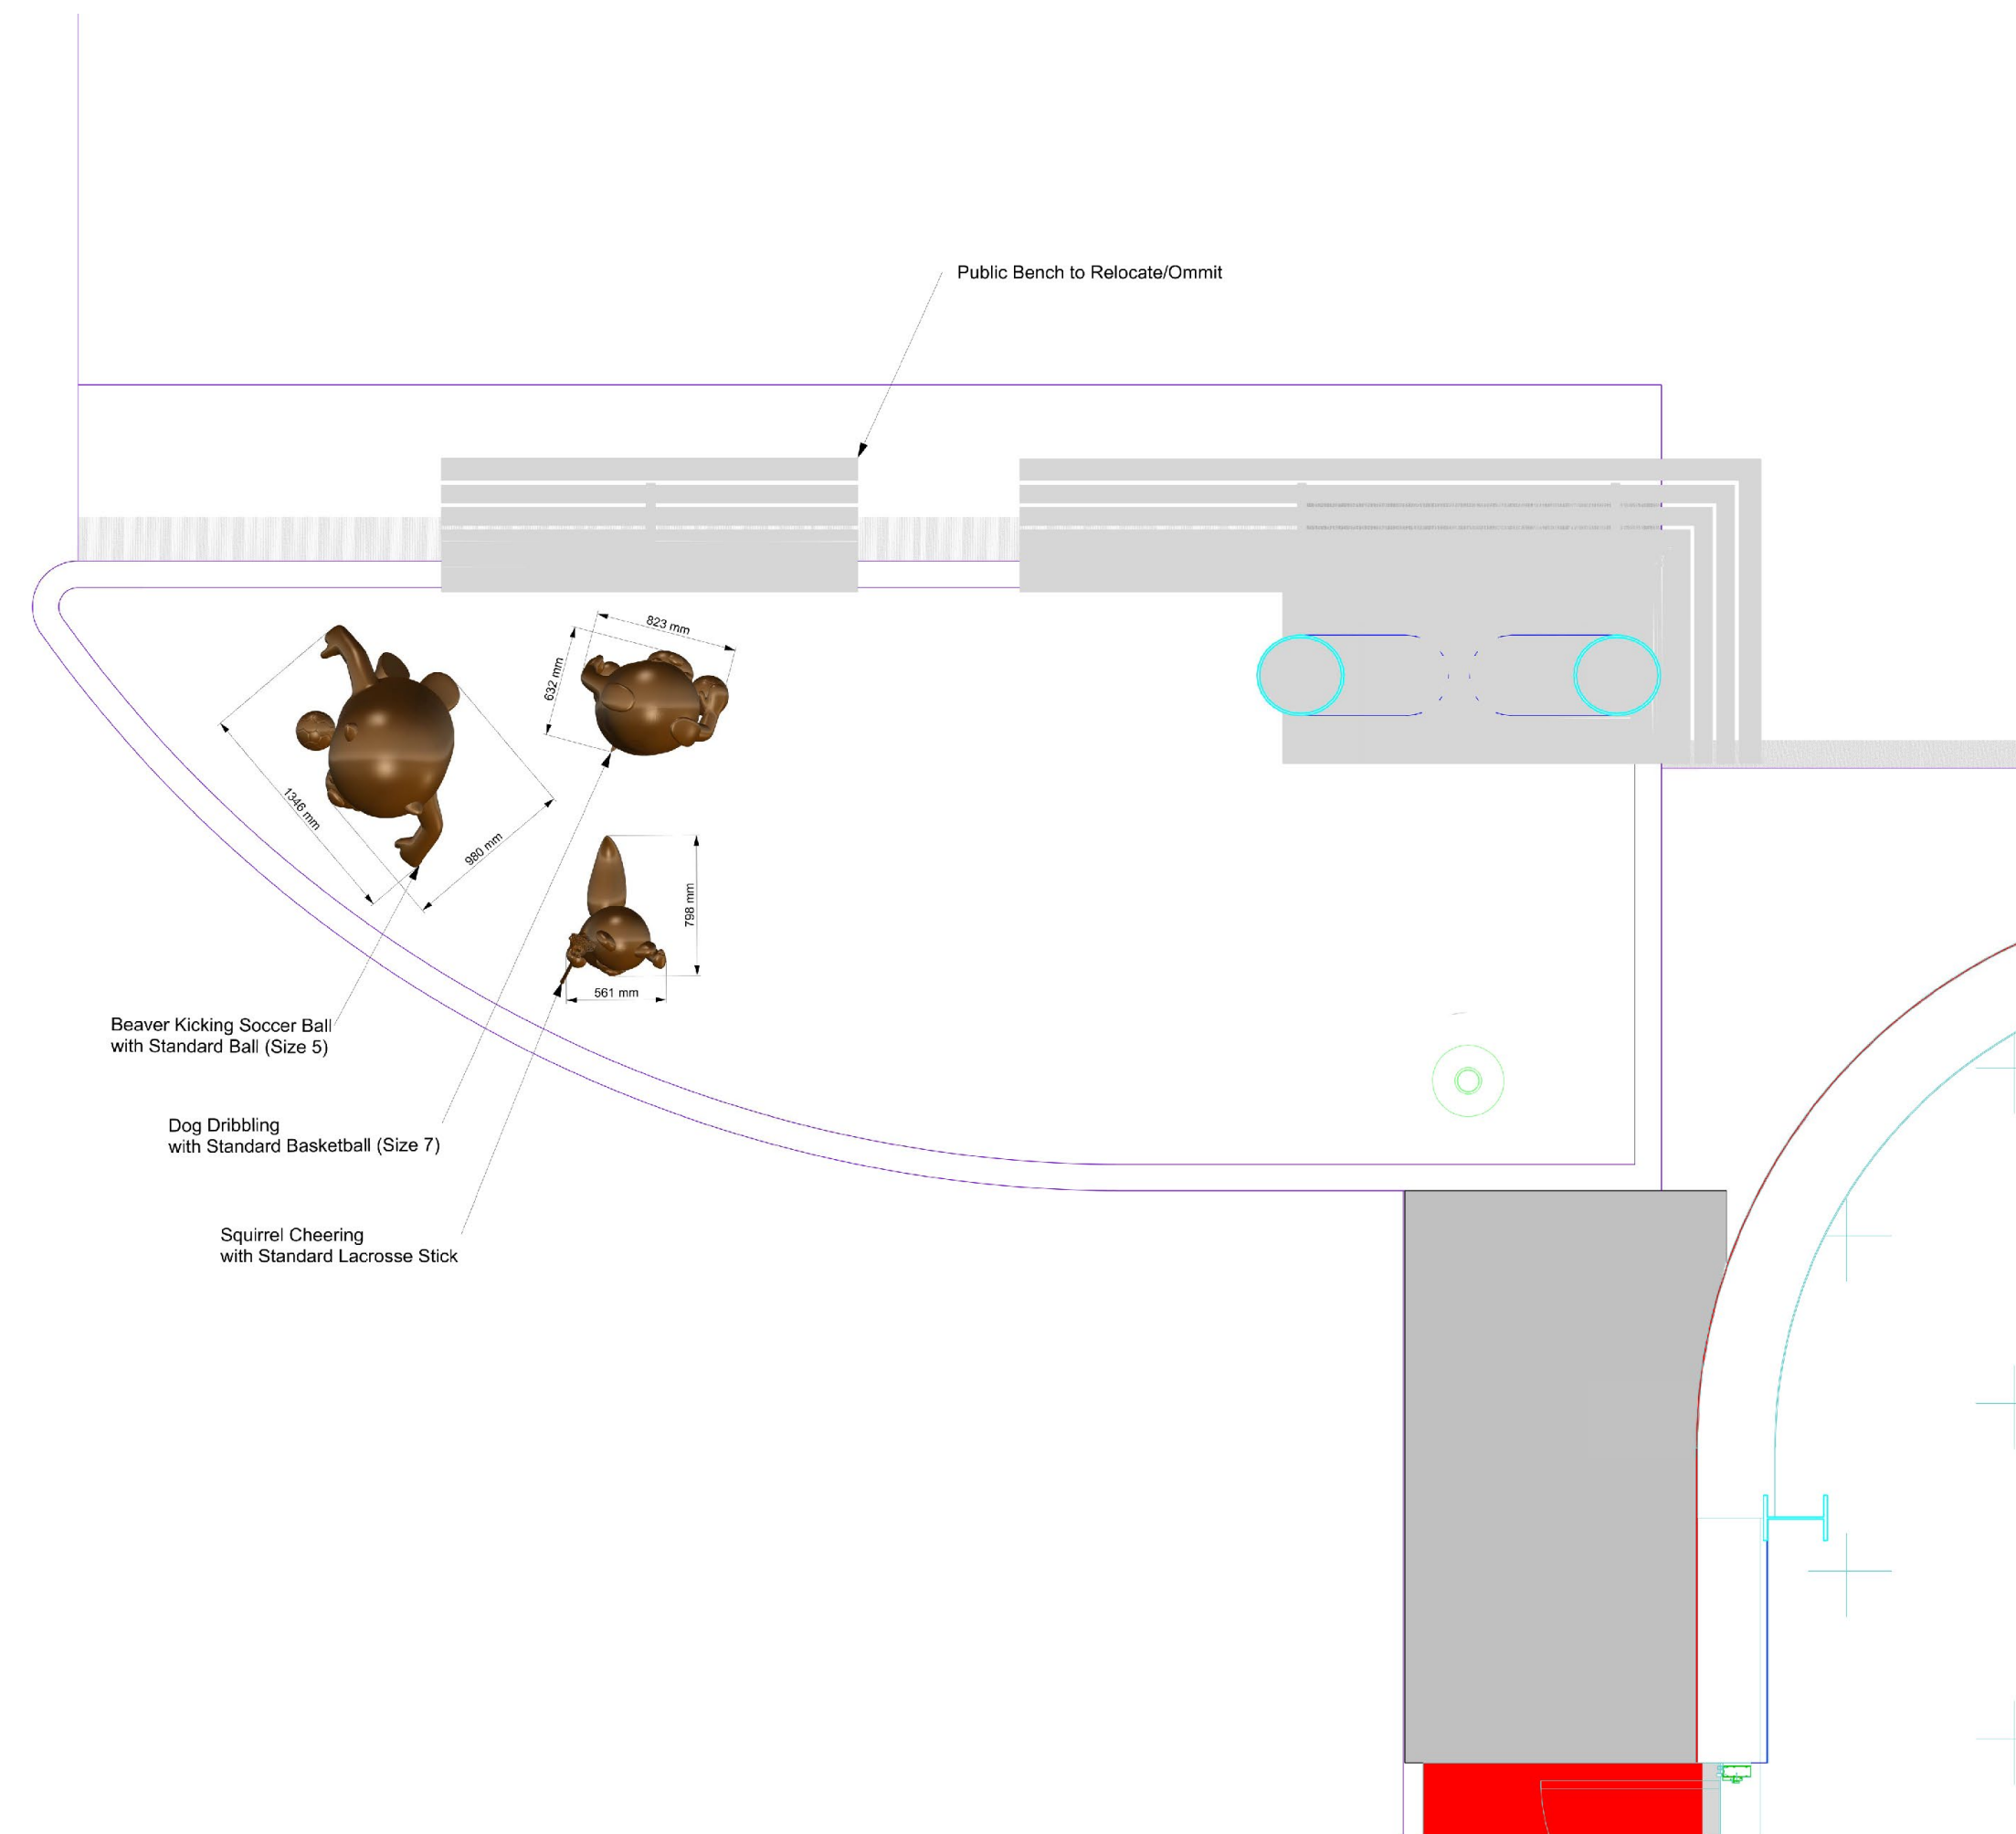 Public Bench to Relocate/Ommit
823 mm
632 mm
1346 mm
980 mm
798 mm
561 mm
Beaver Kicking Soccer Ball
with Standard Ball (Size 5)
Dog Dribbling
with Standard Basketball (Size 7)
Squirrel Cheering
with Standard Lacrosse Stick